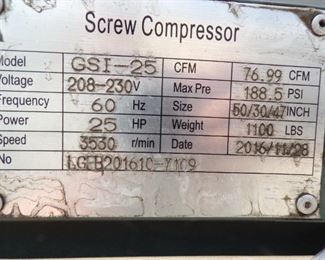 Screw Compressor
Model GSI-25 CFM 76.99 CFM
Voltage 208-230V Max Pre 188.5 PSI
Frequency 60 Hz Size 50/30/47INCH
Power 25 HP Weight 1100 LBS
Speed 3530 r/min Date 2016/11/28
No